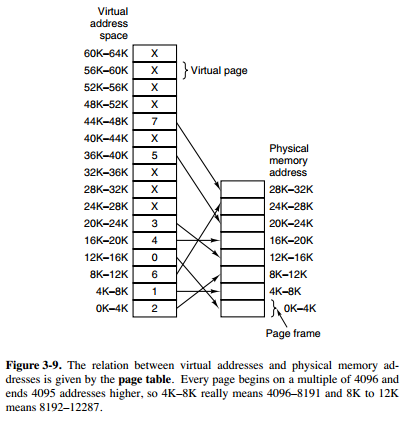 Virtual
address
space
60K–64K X
56K–60K X Virtual page
52K–56K X
48K–52K X
44K–48K 7
40K–44K X
36K–40K 5
32K–36K X
28K–32K X
24K–28K X
20K–24K 3
16K–20K 4
12K–16K 0
8K–12K 6
4K–8K 1
0K–4K 2
Physical
memory
address
28K–32K
24K–28K
20K–24K
16K–20K
12K–16K
8K–12K
4K–8K
0K–4K
Page frame
Figure 3-9. The relation between virtual addresses and physical memory ad-
dresses is given by the page table. Every page begins on a multiple of 4096 and
ends 4095 addresses higher, so 4K–8K really means 4096–8191 and 8K to 12K
means 8192–12287.